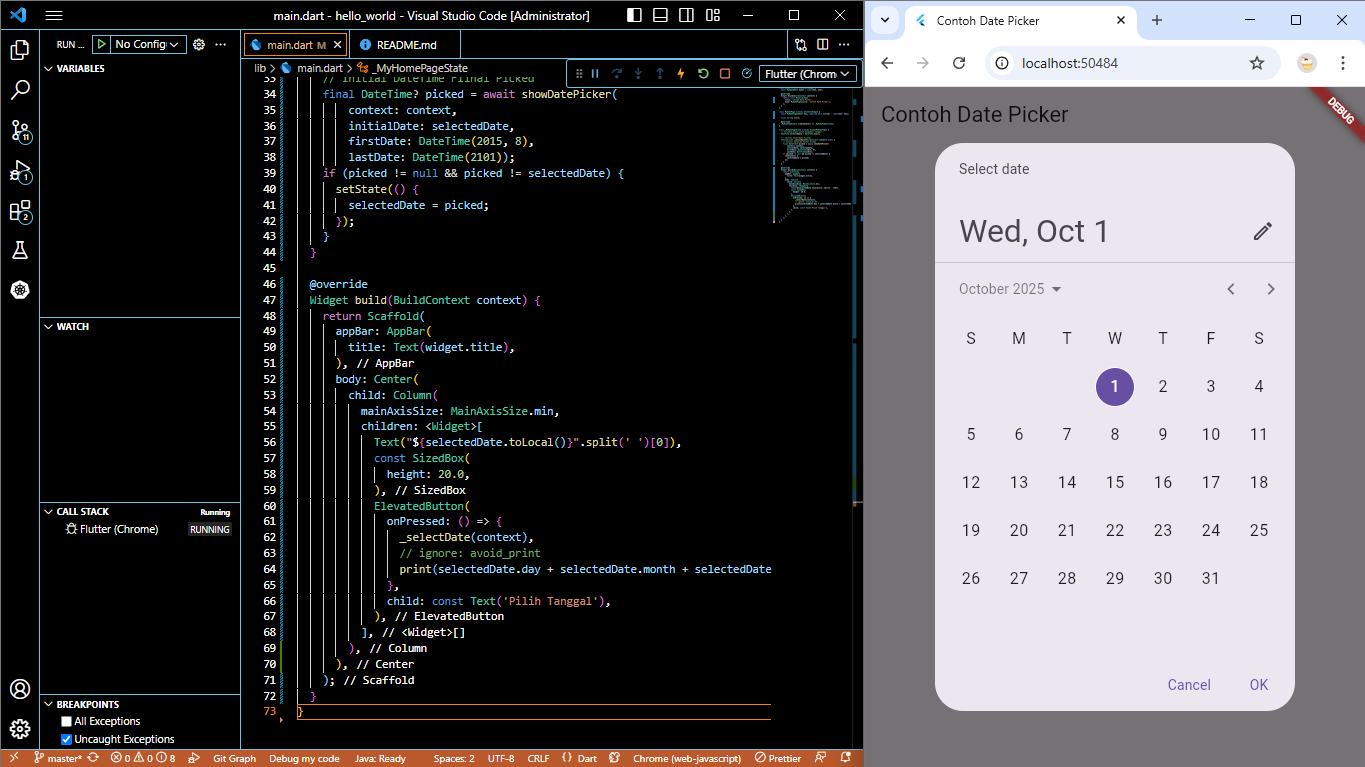 main.dart - hello_world - Visual Studio Code [Administrator]
RUN ...
No Config
main.dart M
README.md
VARIABLES
WATCH
CALL STACK
Running
Flutter (Chrome)
RUNNING
BREAKPOINTS
All Exceptions
Uncaught Exceptions
11
1
2
lib > main.dart > _MyHomePageState
Flutter (Chrom
33 // Initial DateTime Fiinal Picked
34 final DateTime? picked = await showDatePicker(
35 context: context,
36 initialDate: selectedDate,
37 firstDate: DateTime(2015, 8),
38 lastDate: DateTime(2101));
39 if (picked != null && picked != selectedDate) {
40 setState(() {
41 selectedDate = picked;
42 });
43 }
44 }
45
46 @override
47 Widget build(BuildContext context) {
48 return Scaffold(
49 appBar: AppBar(
50 title: Text(widget.title),
51 ), // AppBar
52 body: Center(
53 child: Column(
54 mainAxisSize: MainAxisSize.min,
55 children: <Widget>[
56 Text("${selectedDate.toLocal()}".split(' ')[0]),
57 const SizedBox(
58 height: 20.0,
59 ), // SizedBox
60 ElevatedButton(
61 onPressed: () => {
62 _selectDate(context),
63 // ignore: avoid_print
64 print(selectedDate.day + selectedDate.month + selectedDate
65 },
66 child: const Text('Pilih Tanggal'),
67 ), // ElevatedButton
68 ], // <Widget>[]
69 ), // Column
70 ), // Center
71 ); // Scaffold
72 }
73 }
master* 0 0 8 Git Graph Debug my code Java: Ready Spaces: 2 UTF-8 CRLF {} Dart Chrome (web-javascript) Prettier
Contoh Date Picker
localhost:50484
Contoh Date Picker
DEBUG
Select date
Wed, Oct 1
October 2025
S M T W T F S
1 2 3 4
5 6 7 8 9 10 11
12 13 14 15 16 17 18
19 20 21 22 23 24 25
26 27 28 29 30 31
Cancel OK